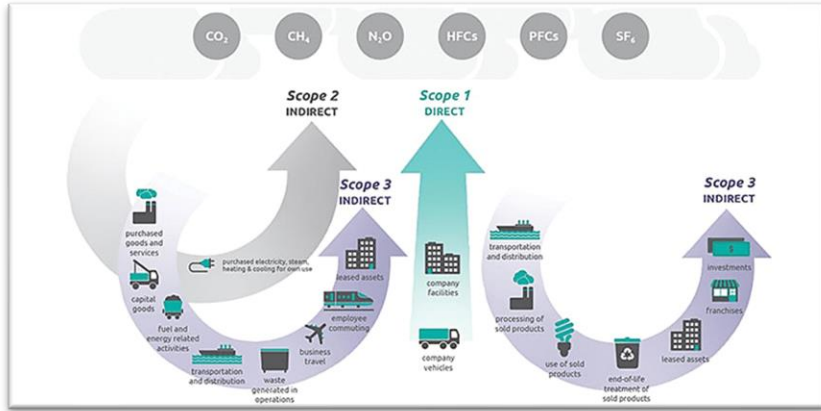 CO₂ CH₄ N₂O HFCs PFCs SF₆
Scope 2
INDIRECT
Scope 1
DIRECT
Scope 3
INDIRECT
Scope 3
INDIRECT
purchased
goods and
services
capital
goods
fuel and
energy related
activities
transportation
and distribution
waste
generated in
operations
business
travel
employee
commuting
leased assets
purchased electricity, steam,
heating & cooling for own use
company
facilities
company
vehicles
transportation
and distribution
processing of
sold products
use of sold
products
end-of-life
treatment of
sold products
leased assets
franchises
investments
$